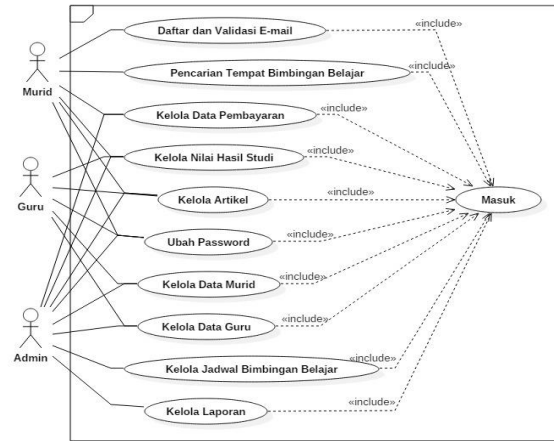 Daftar dan Validasi E-mail
«include»
Murid
Pencarian Tempat Bimbingan Belajar
«include»
Kelola Data Pembayaran
«include»
Kelola Nilai Hasil Studi
«include»
Guru
Kelola Artikel
«include»
Masuk
Ubah Password
«include»
Kelola Data Murid
«include»
Kelola Data Guru
«include»
Admin
Kelola Jadwal Bimbingan Belajar
«include»
Kelola Laporan
«include»